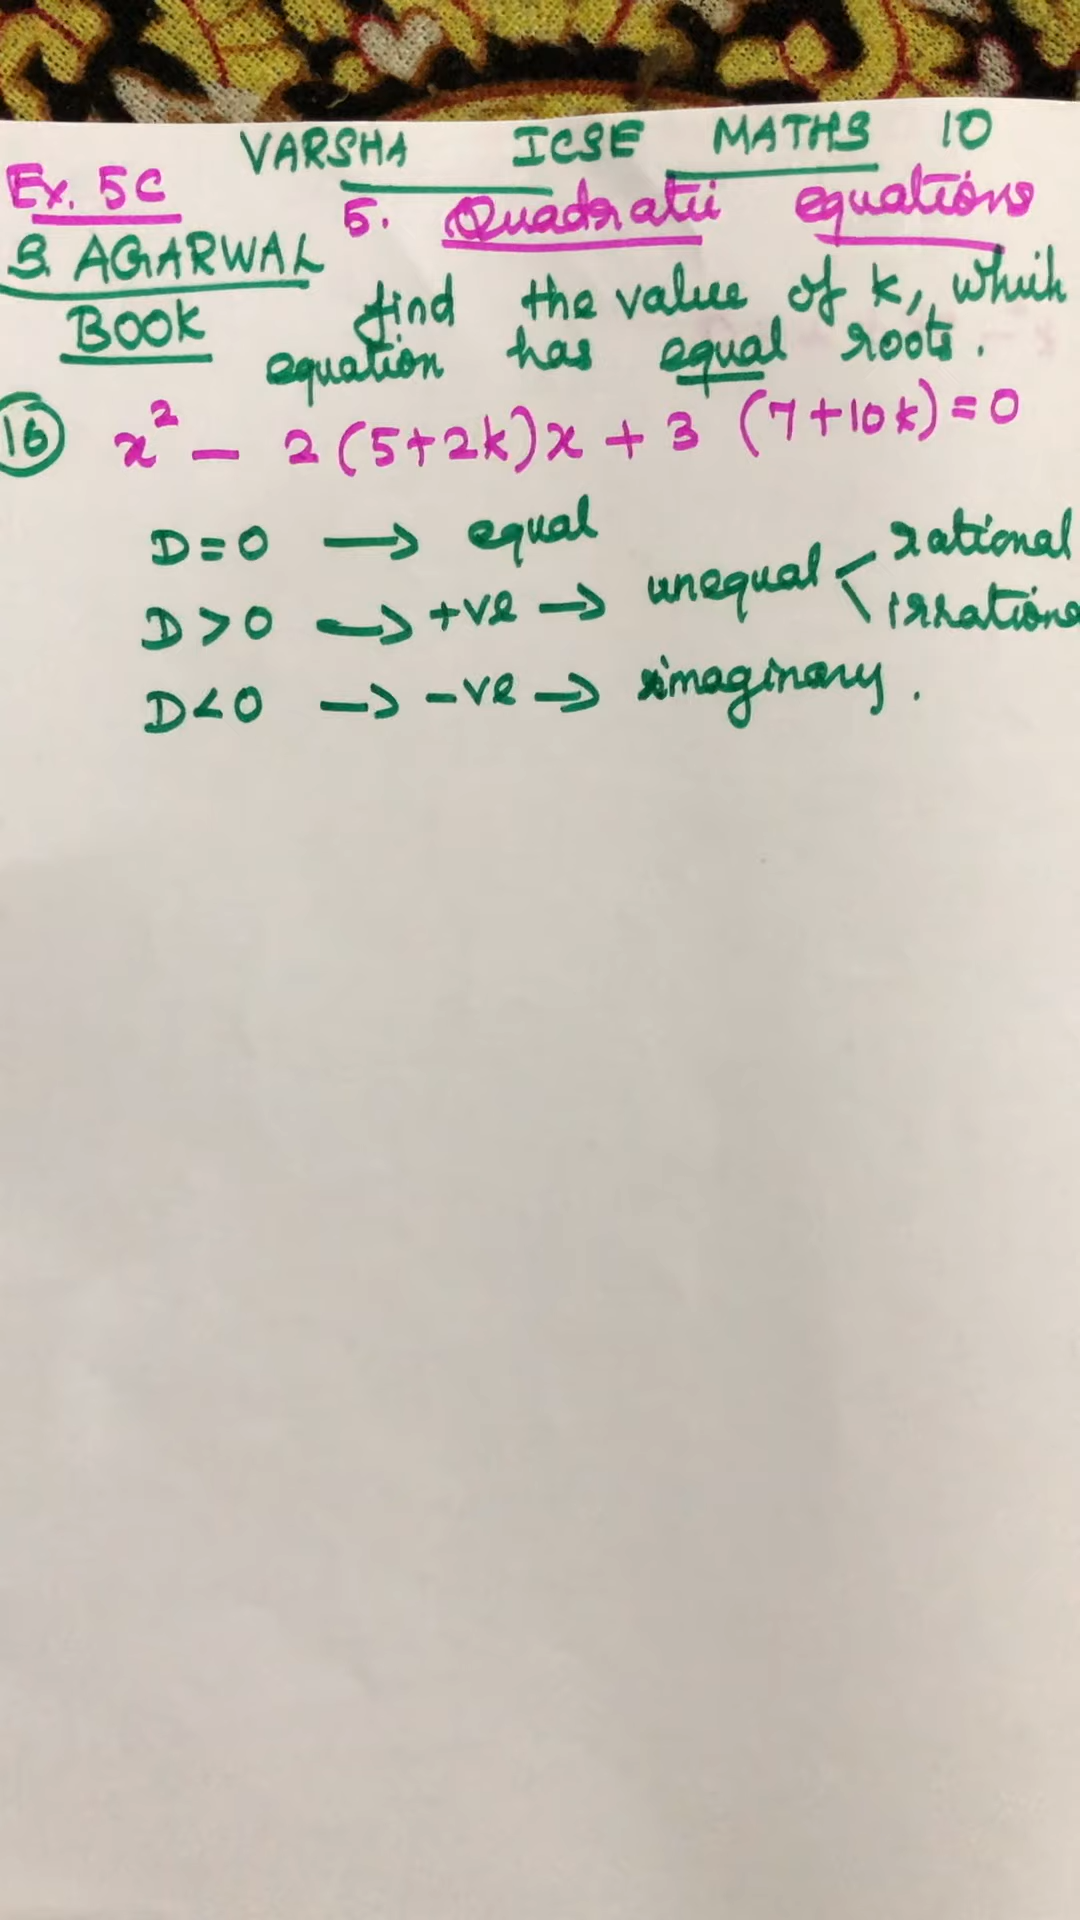 VARSHA ICSE MATHS 10
Ex. 5C
5. Quadratic equations
S. AGARWAL
BOOK
find the value of k, which
equation has equal roots.
16 x² - 2(5+2k)x + 3 (7+10k)=0
D=0 → equal
D>0 → +ve → unequal < rational
irrationa
D<0 → -ve → imaginary.